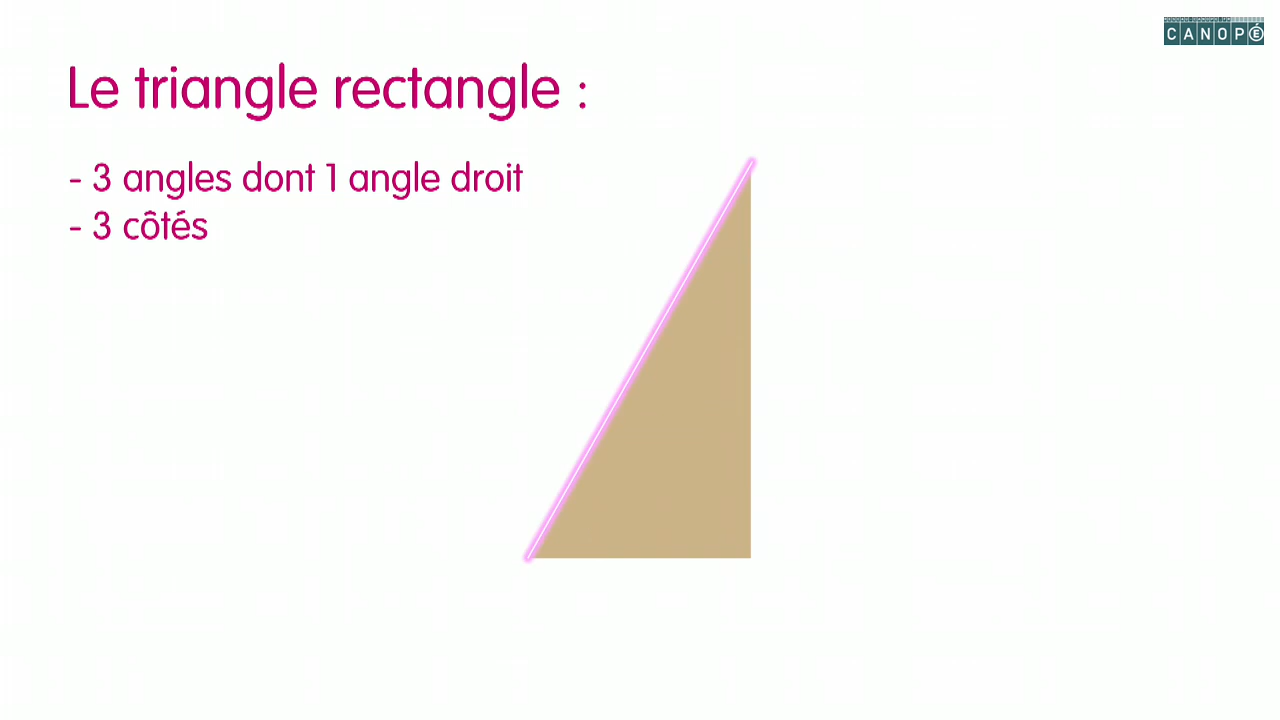 CANOPÉ
Le triangle rectangle :
- 3 angles dont 1 angle droit
- 3 côtés